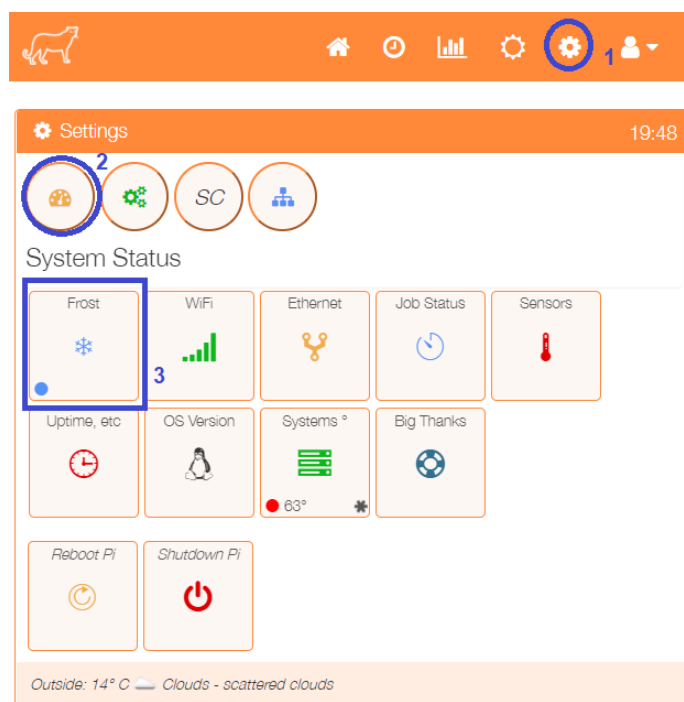 1
Settings 19:48
2
SC
System Status
Frost WiFi Ethernet Job Status Sensors
3
Uptime, etc OS Version Systems ° Big Thanks
63°
Reboot Pi Shutdown Pi
Outside: 14° C Clouds - scattered clouds